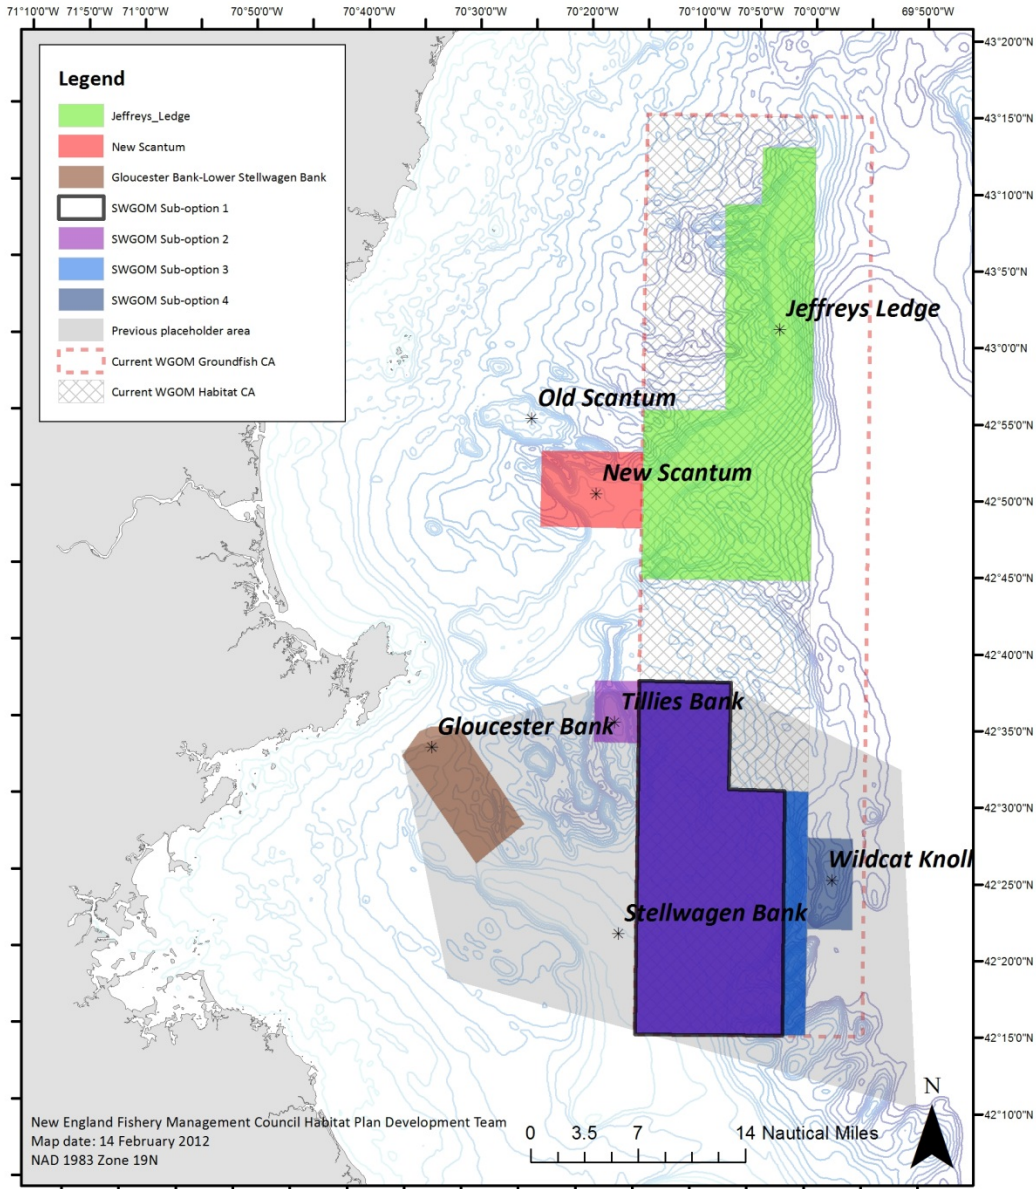 71°10'0"W 71°5'0"W 70°50'0"W 70°40'0"W 70°30'0"W 70°20'0"W 70°10'0"W 70°5'0"W 70°0'0"W 69°50'0"W
Legend
Jeffreys_Ledge
New Scantum
Gloucester Bank-Lower Stellwagen Bank
SWGOM Sub-option 1
SWGOM Sub-option 2
SWGOM Sub-option 3
SWGOM Sub-option 4
Previous placeholder area
Current WGOM Groundfish CA
Current WGOM Habitat CA
43°20'0"N
43°15'0"N
43°10'0"N
43°5'0"N
Jeffreys Ledge
43°0'0"N
Old Scantum
42°55'0"N
New Scantum
42°50'0"N
42°45'0"N
42°40'0"N
Tillies Bank
Gloucester Bank
42°35'0"N
42°30'0"N
Wildcat Knoll
42°25'0"N
Stellwagen Bank
42°20'0"N
42°15'0"N
42°10'0"N
N
New England Fishery Management Council Habitat Plan Development Team
Map date: 14 February 2012
NAD 1983 Zone 19N
0 3.5 7 14 Nautical Miles